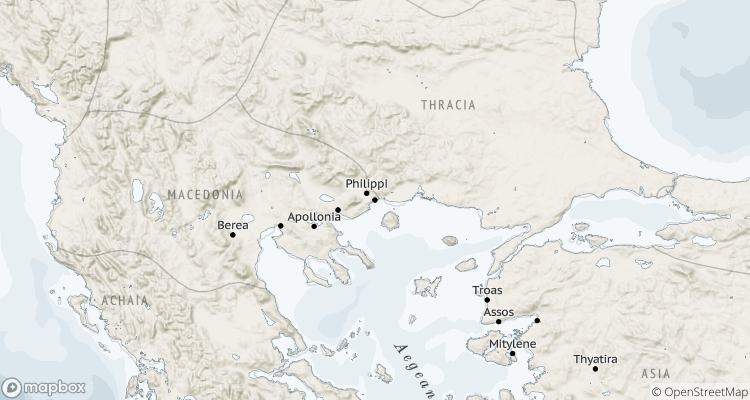 THRACIA
Philippi
MACEDONIA
Apollonia
Berea
Troas
ACHAIA
Assos
Mitylene
Aegean
Thyatira
ASIA
mapbox
© OpenStreetMap